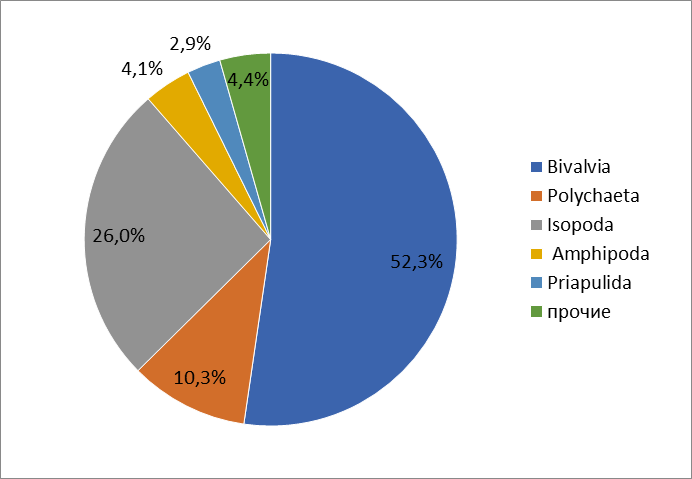 2,9%
4,1%
4,4%
26,0%
52,3%
10,3%
Bivalvia
Polychaeta
Isopoda
Amphipoda
Priapulida
прочие